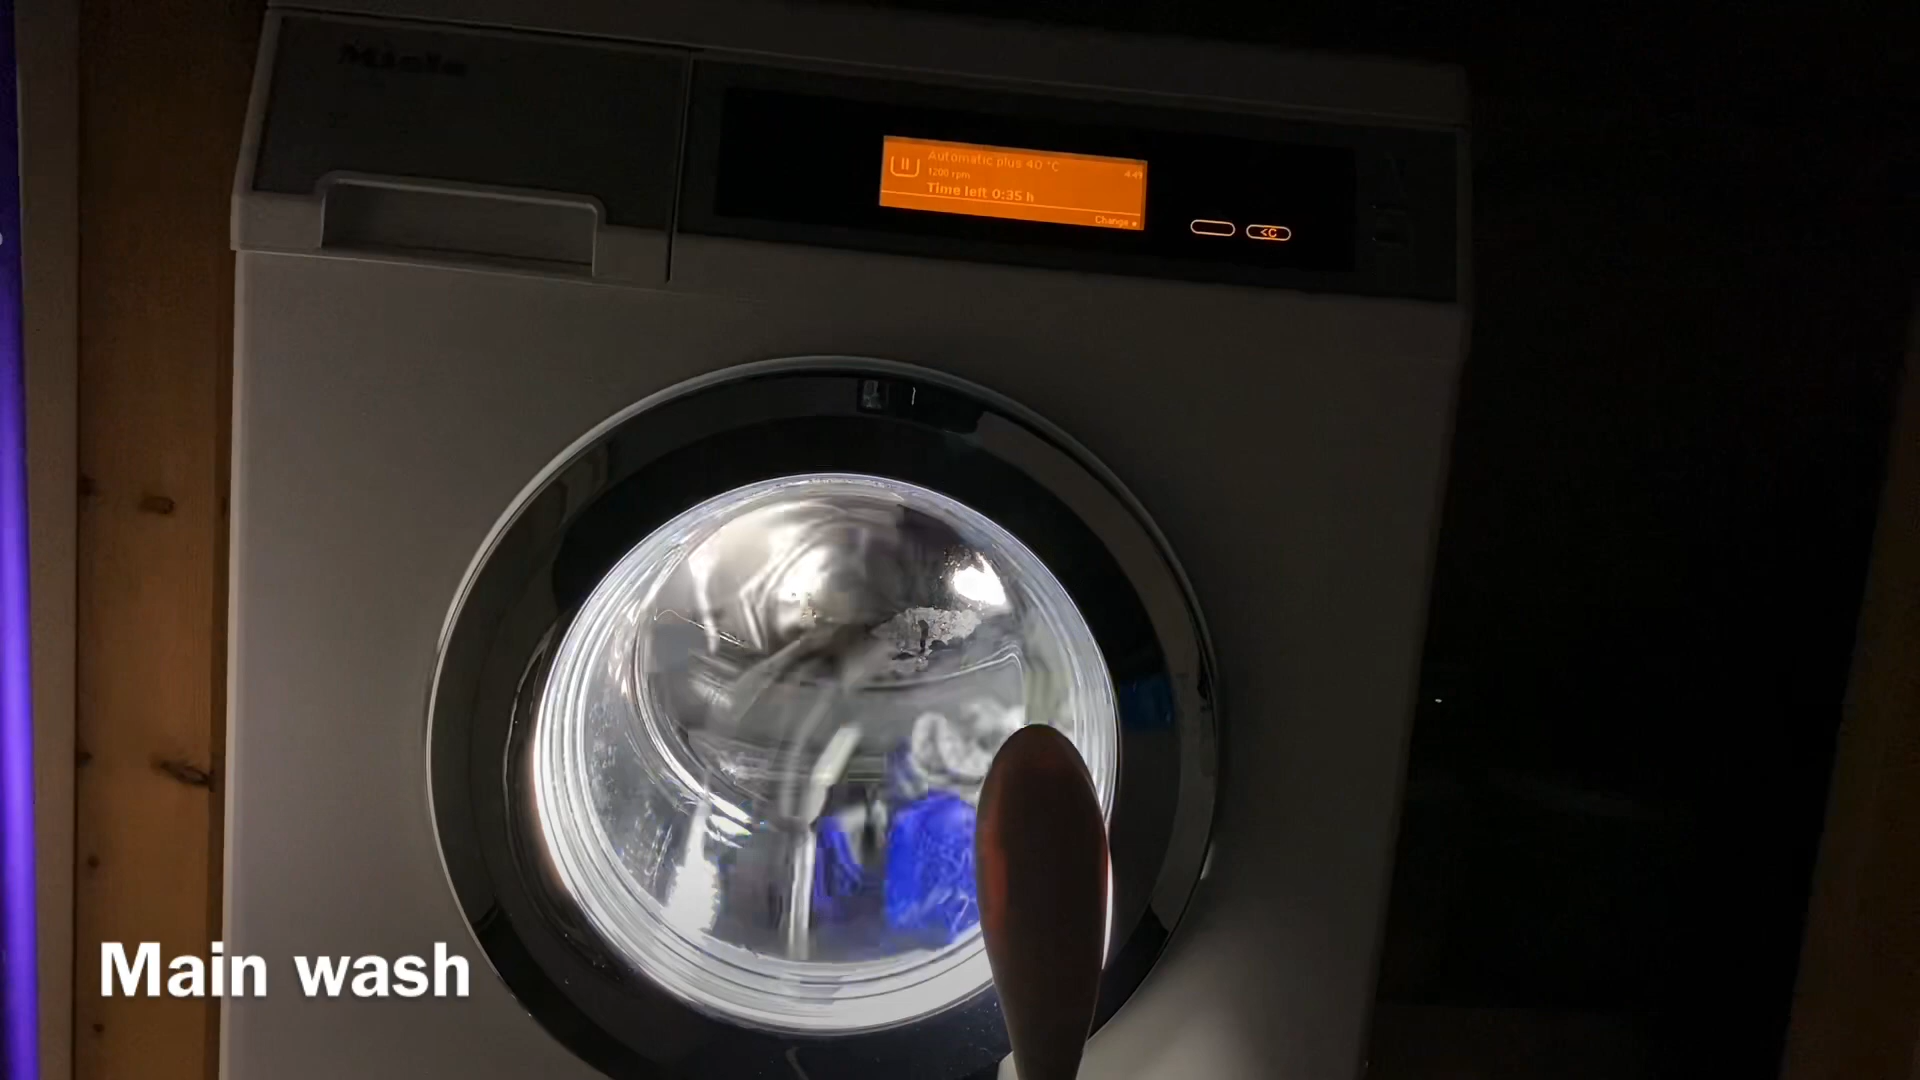 Miele
Automatic plus 40 °C
1200 rpm
4:49
Time left 0:35 h
Change
<C
Main wash